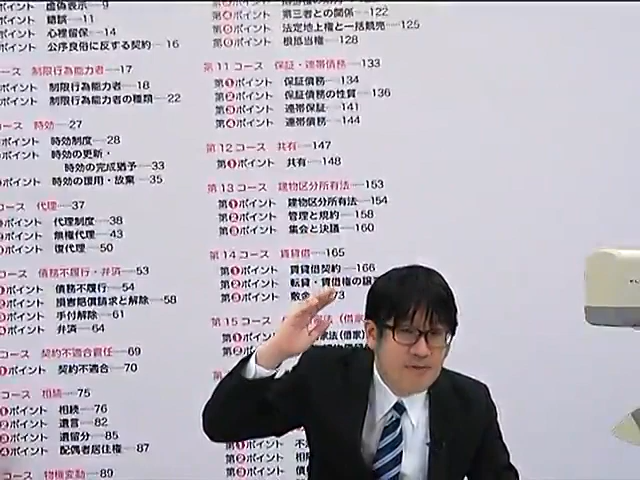 ポイント 虚偽表示 9
ポイント 錯誤 11
ポイント 心裡留保 14
ポイント 公序良俗に反する契約 16
コース 制限行為能力者 17
ポイント 制限行為能力者 18
ポイント 制限行為能力者の種類 22
コース 時効 27
ポイント 時効制度 28
ポイント 時効の更新・
時効の完成猶予 33
ポイント 時効の援用・放棄 35
コース 代理 37
ポイント 代理制度 38
ポイント 無権代理 43
ポイント 復代理 50
コース 債務不履行・弁済 53
ポイント 債務不履行 54
ポイント 損害賠償請求と解除 58
ポイント 手付解除 61
ポイント 弁済 64
コース 契約不適合責任 69
ポイント 契約不適合 70
コース 相続 75
ポイント 相続 76
ポイント 遺言 82
ポイント 遺留分 85
ポイント 配偶者居住権 87
コース 物権変動 89
ポイント 第三者との関係 122
ポイント 法定地上権と一括競売 125
ポイント 根抵当権 128
第11コース 保証・連帯債務 133
第1ポイント 保証債務 134
第2ポイント 保証債務の性質 136
第3ポイント 連帯保証 141
第4ポイント 連帯債務 144
第12コース 共有 147
第1ポイント 共有 148
第13コース 建物区分所有法 153
第1ポイント 建物区分所有法 154
第2ポイント 管理と規約 158
第3ポイント 集会と決議 160
第14コース 賃貸借 165
第1ポイント 賃貸借契約 166
第2ポイント 転貸・賃借権の譲
第3ポイント 敷金 73
第15コース 家法(借家)
第1ポイント 家法(借家
第2